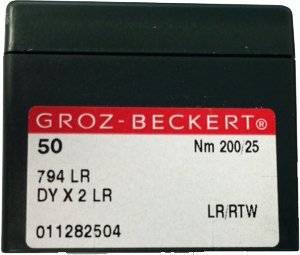 GROZ-BECKERT®
50 Nm 200/25
794 LR
DY X 2 LR
LR/RTW
011282504